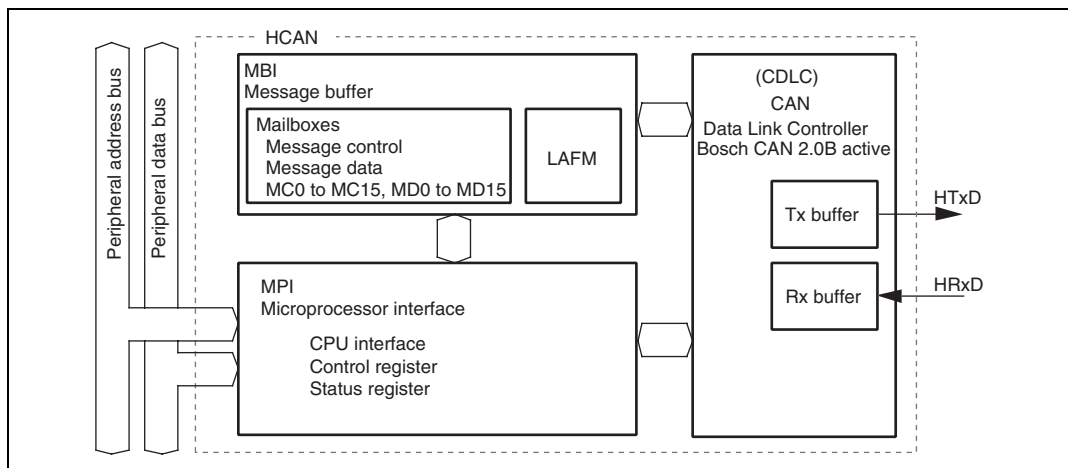 HCAN
Peripheral address bus
Peripheral data bus
MBI
Message buffer
Mailboxes
Message control
Message data
MC0 to MC15, MD0 to MD15
LAFM
MPI
Microprocessor interface
CPU interface
Control register
Status register
(CDLC)
CAN
Data Link Controller
Bosch CAN 2.0B active
Tx buffer
HTxD
Rx buffer
HRxD